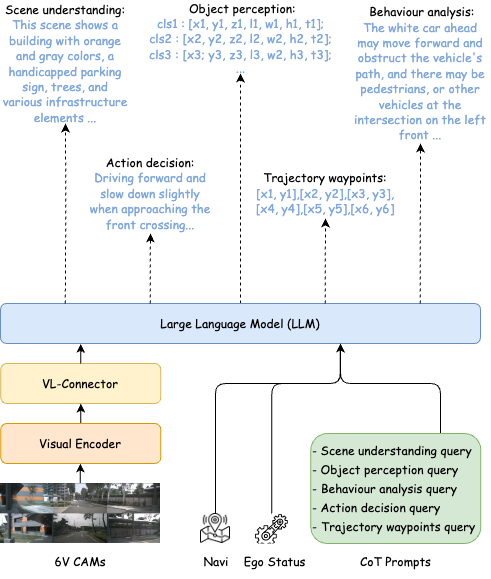 Scene understanding:
This scene shows a
building with orange
and gray colors, a
handicapped parking
sign, trees, and
various infrastructure
elements ...
Object perception:
cls1 : [x1, y1, z1, l1, w1, h1, t1];
cls2 : [x2, y2, z2, l2, w2, h2, t2];
cls3 : [x3; y3, z3, l3, w3, h3, t3];
...
Behaviour analysis:
The white car ahead
may move forward and
obstruct the vehicle's
path, and there may be
pedestrians, or other
vehicles at the
intersection on the left
front ...
Action decision:
Driving forward and
slow down slightly
when approaching the
front crossing...
Trajectory waypoints:
[x1, y1],[x2, y2],[x3, y3],
[x4, y4],[x5, y5],[x6, y6]
Large Language Model (LLM)
VL-Connector
Visual Encoder
- Scene understanding query
- Object perception query
- Behaviour analysis query
- Action decision query
- Trajectory waypoints query
6V CAMs
Navi
Ego Status
CoT Prompts